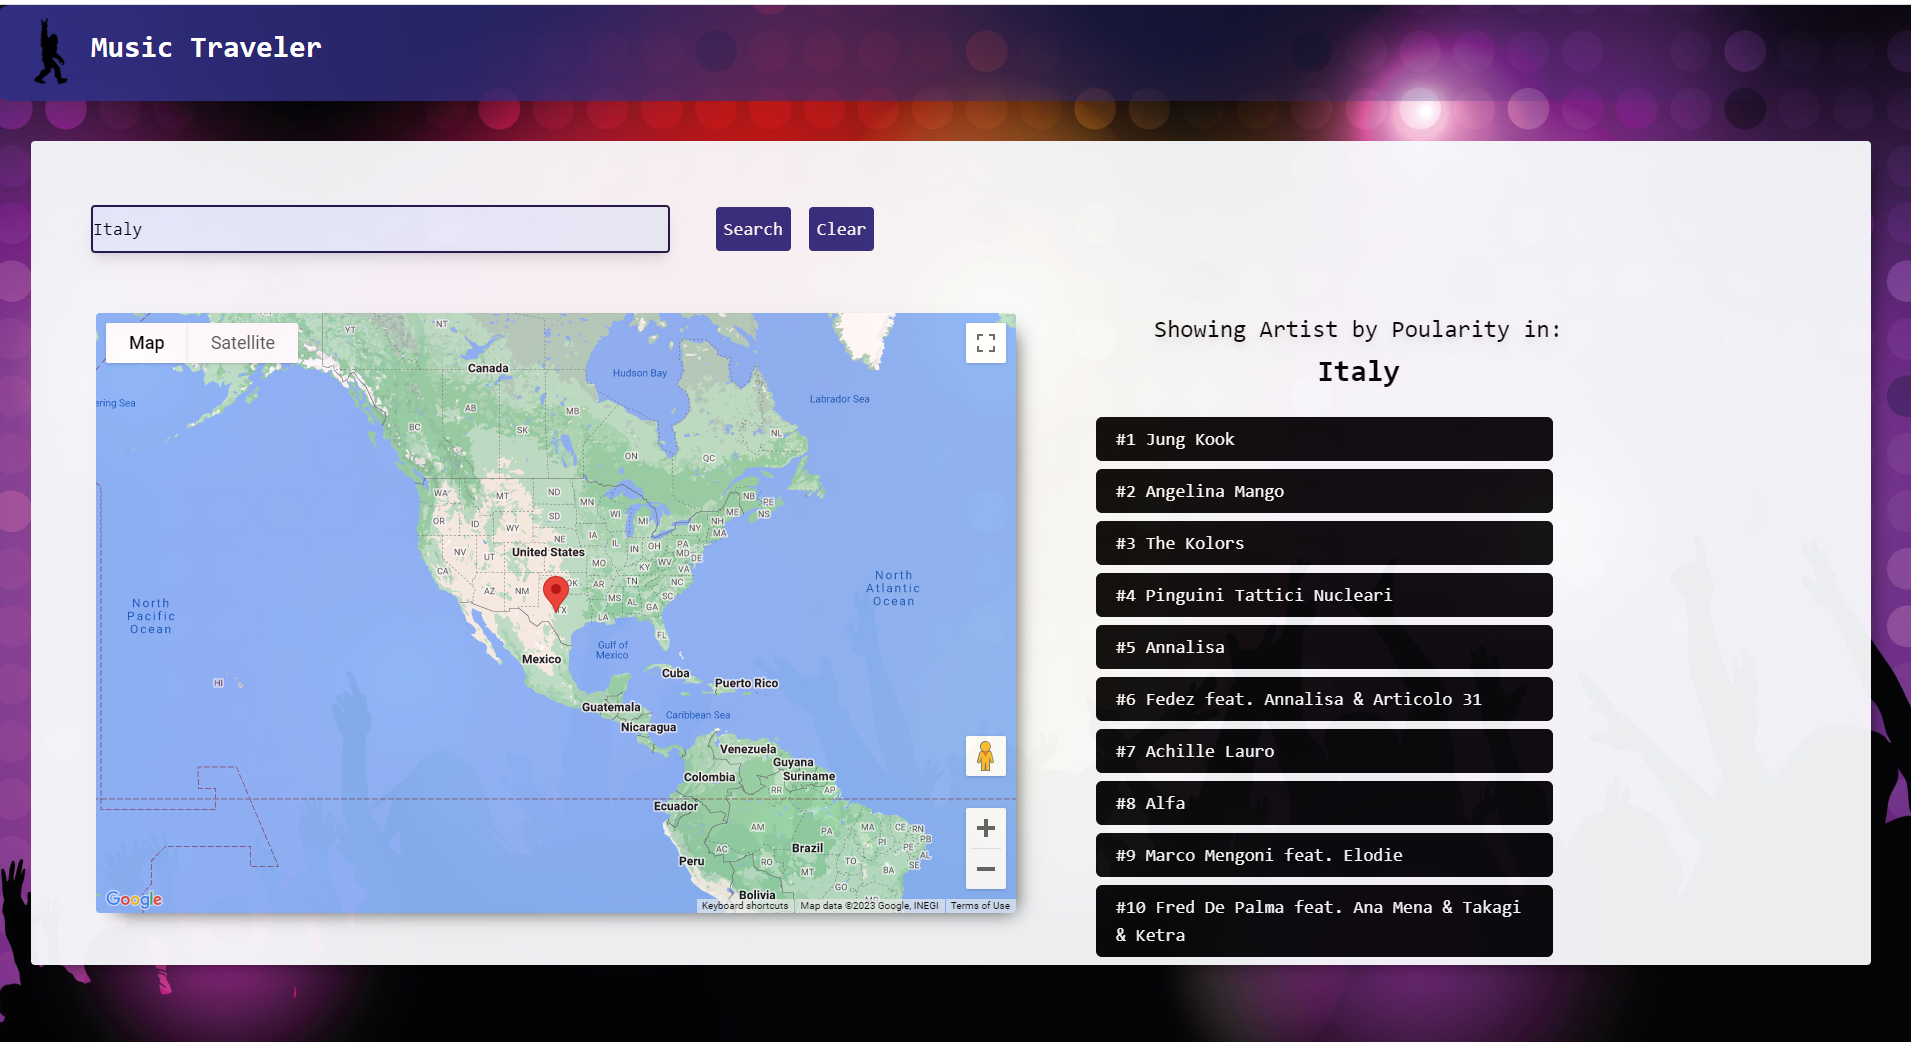 Music Traveler
Italy
Search
Clear
Map
Satellite
YT
NT
Canada
Hudson Bay
Labrador Sea
ering Sea
AB
MB
BC
SK
NL
ON
QC
WA
MT
ND
MN
NB
PE
OR
ID
SD
WI
MI
ME
NS
WY
NY
NH
MA
NE
IA
NV
UT
United States
IL
IN
OH
PA
MD
DE
CA
MO
KY
WV
VA
AZ
NM
OK
AR
TN
NC
MS
AL
GA
SC
TX
LA
FL
North
Pacific
Ocean
North
Atlantic
Ocean
Gulf of
Mexico
Mexico
Cuba
Puerto Rico
HI
Guatemala
Caribbean Sea
Nicaragua
Venezuela
Guyana
Colombia
Suriname
RR
AP
Ecuador
AM
PA
MA
CE
RN
PB
PI
PE
AL
AC
Brazil
TO
SE
Peru
RO
MT
BA
GO
Bolivia
Google
Keyboard shortcuts
Map data ©2023 Google, INEGI
Terms of Use
Showing Artist by Poularity in:
Italy
#1 Jung Kook
#2 Angelina Mango
#3 The Kolors
#4 Pinguini Tattici Nucleari
#5 Annalisa
#6 Fedez feat. Annalisa & Articolo 31
#7 Achille Lauro
#8 Alfa
#9 Marco Mengoni feat. Elodie
#10 Fred De Palma feat. Ana Mena & Takagi
& Ketra